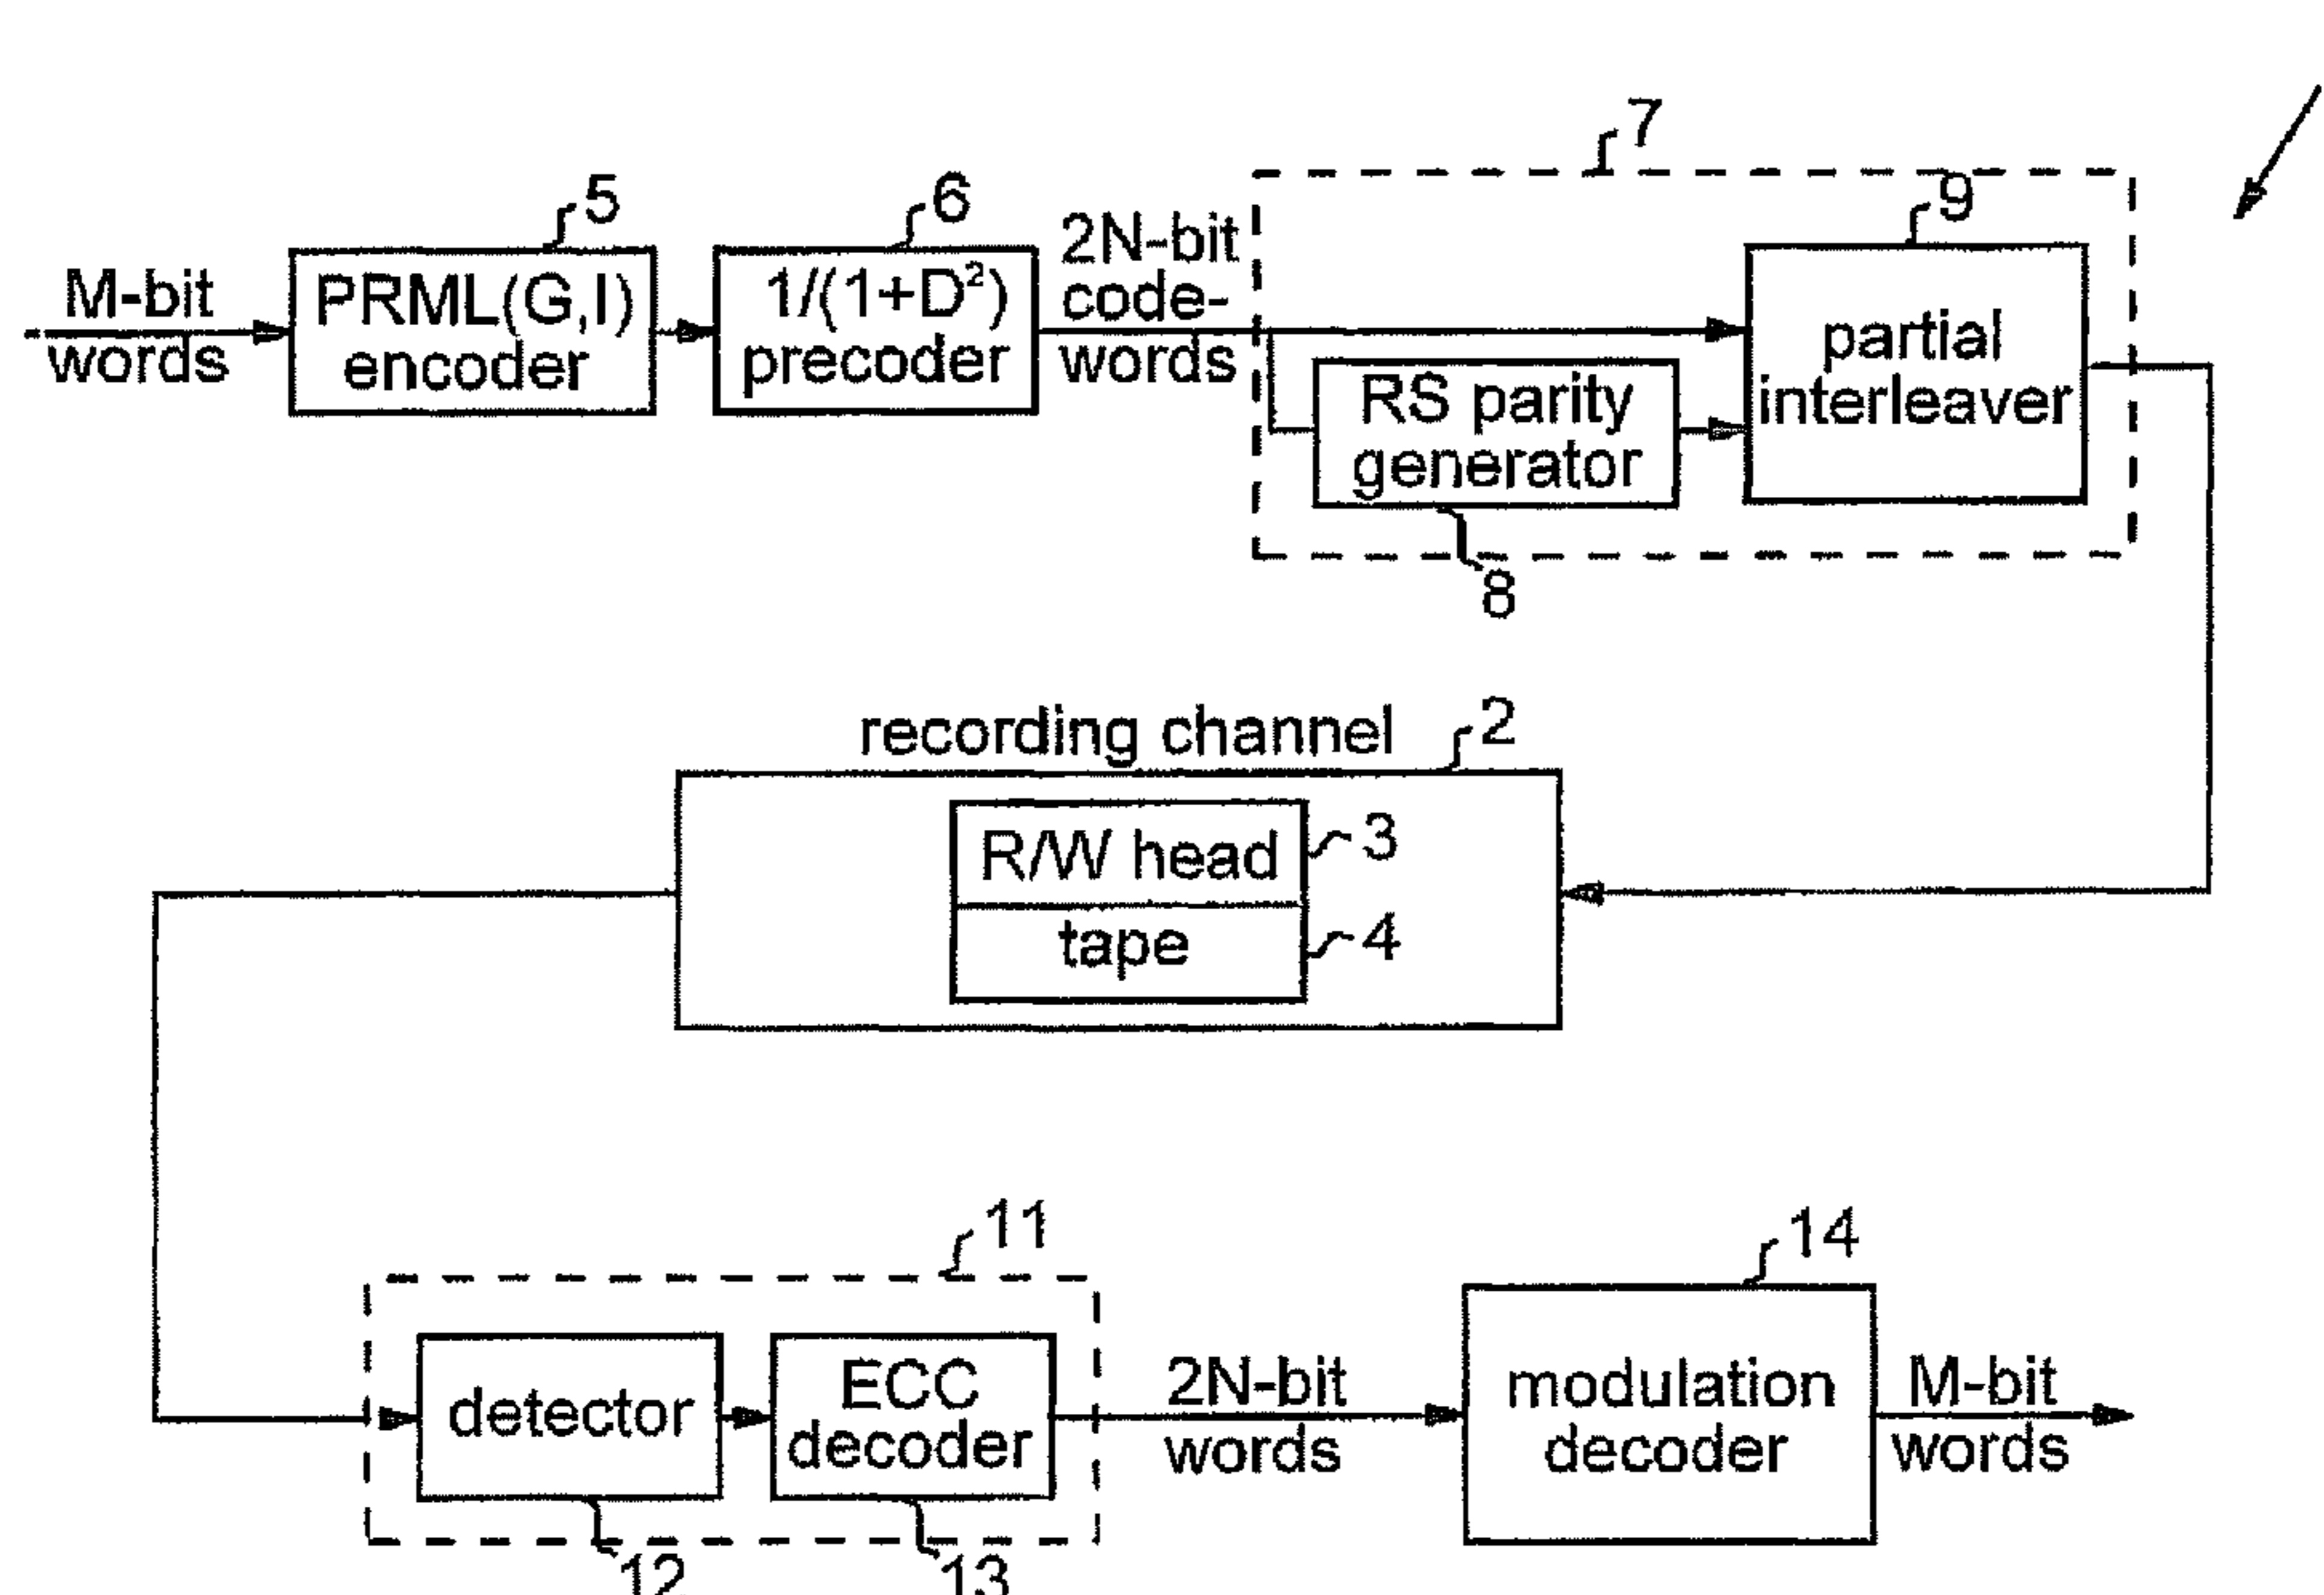 7
5
6
9
M-bit
words
PRML(G,I)
encoder
1/(1+D²)
precoder
2N-bit
code-
words
RS parity
generator
partial
interleaver
8
recording channel
2
R/W head
3
tape
4
11
14
detector
ECC
decoder
2N-bit
words
modulation
decoder
M-bit
words
12
13